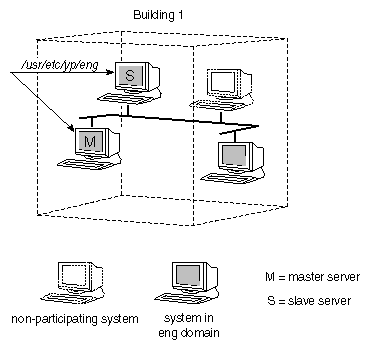 Building 1
/usr/etc/yp/eng
S
M
non-participating system
system in
eng domain
M = master server
S = slave server